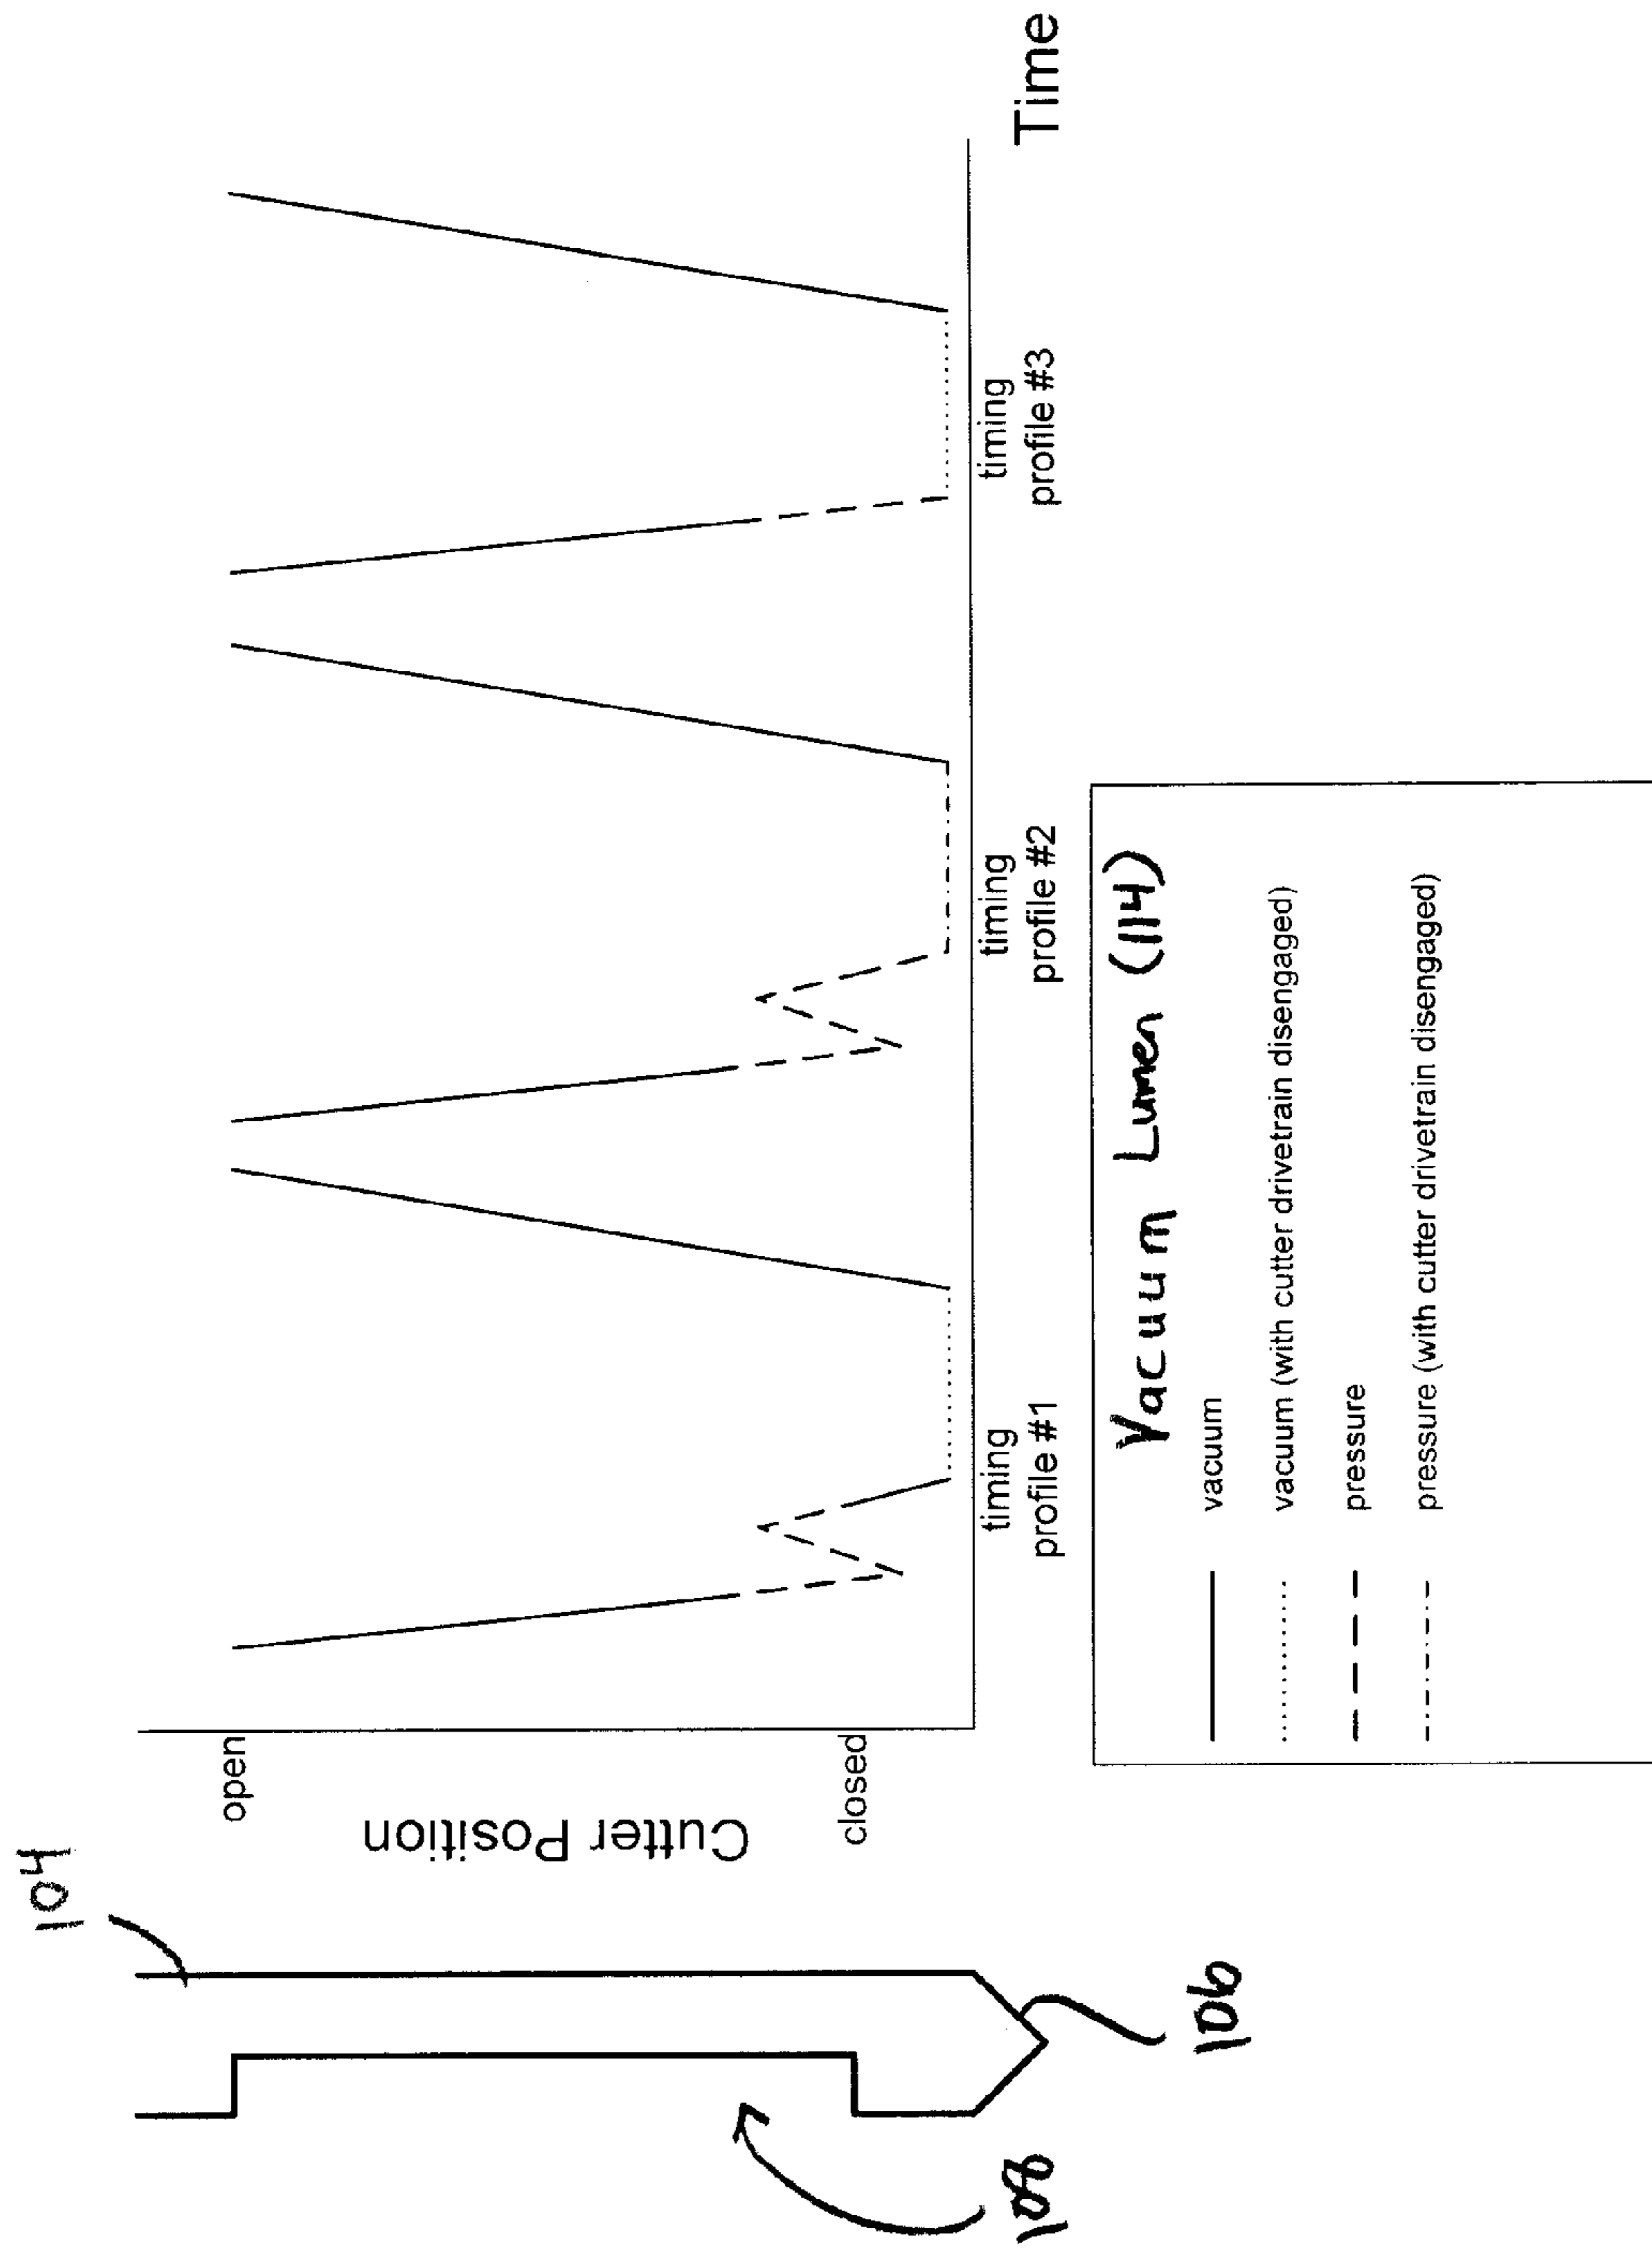 104
106
108
Cutter Position
open
closed
timing
profile #1
timing
profile #2
timing
profile #3
Time
Vacuum Lumen (114)
vacuum
vacuum (with cutter drivetrain disengaged)
pressure
pressure (with cutter drivetrain disengaged)